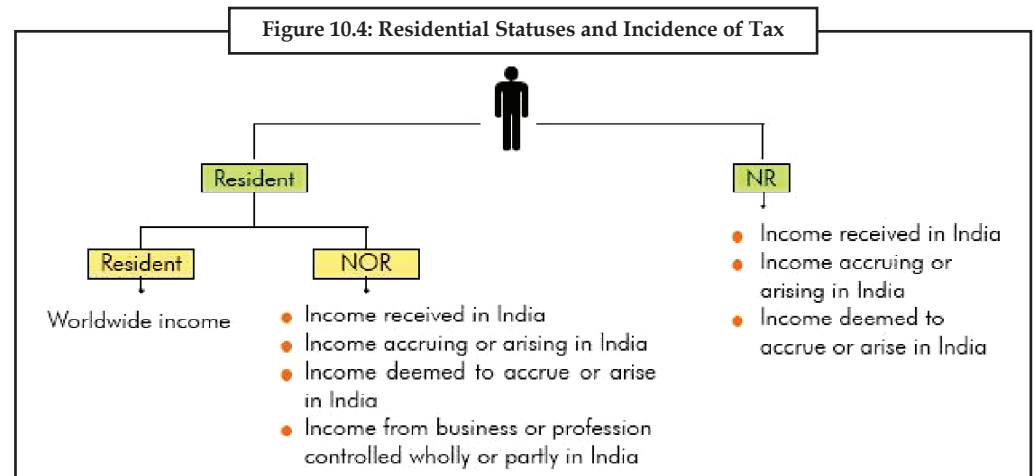 Figure 10.4: Residential Statuses and Incidence of Tax
Resident
NR
Resident
NOR
Worldwide income
● Income received in India
● Income accruing or arising in India
● Income deemed to accrue or arise
in India
● Income from business or profession
controlled wholly or partly in India
● Income received in India
● Income accruing or
arising in India
● Income deemed to
accrue or arise in India